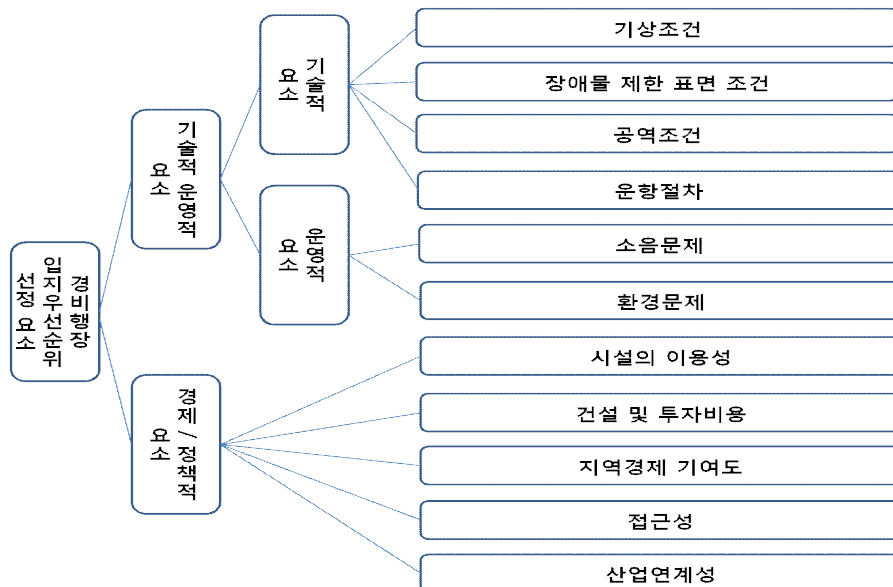 경비행장
입지우선순위
선정 요소
기술적 운영적
요소
경제/정책적
요소
기술적
요소
운영적
요소
기상조건
장애물 제한 표면 조건
공역조건
운항절차
소음문제
환경문제
시설의 이용성
건설 및 투자비용
지역경제 기여도
접근성
산업연계성